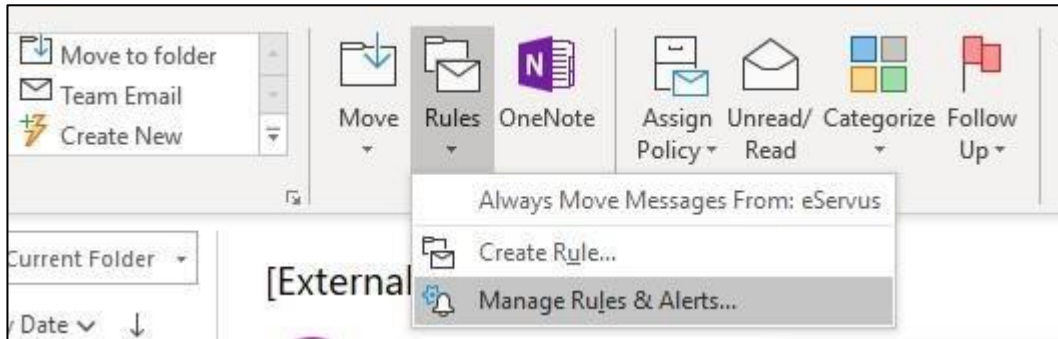 Move to folder
Team Email
Create New
Move
Rules
OneNote
Assign
Policy
Unread/
Read
Categorize
Follow
Up
Always Move Messages From: eServus
Create Rule...
Manage Rules & Alerts...
Current Folder
[External
y Date